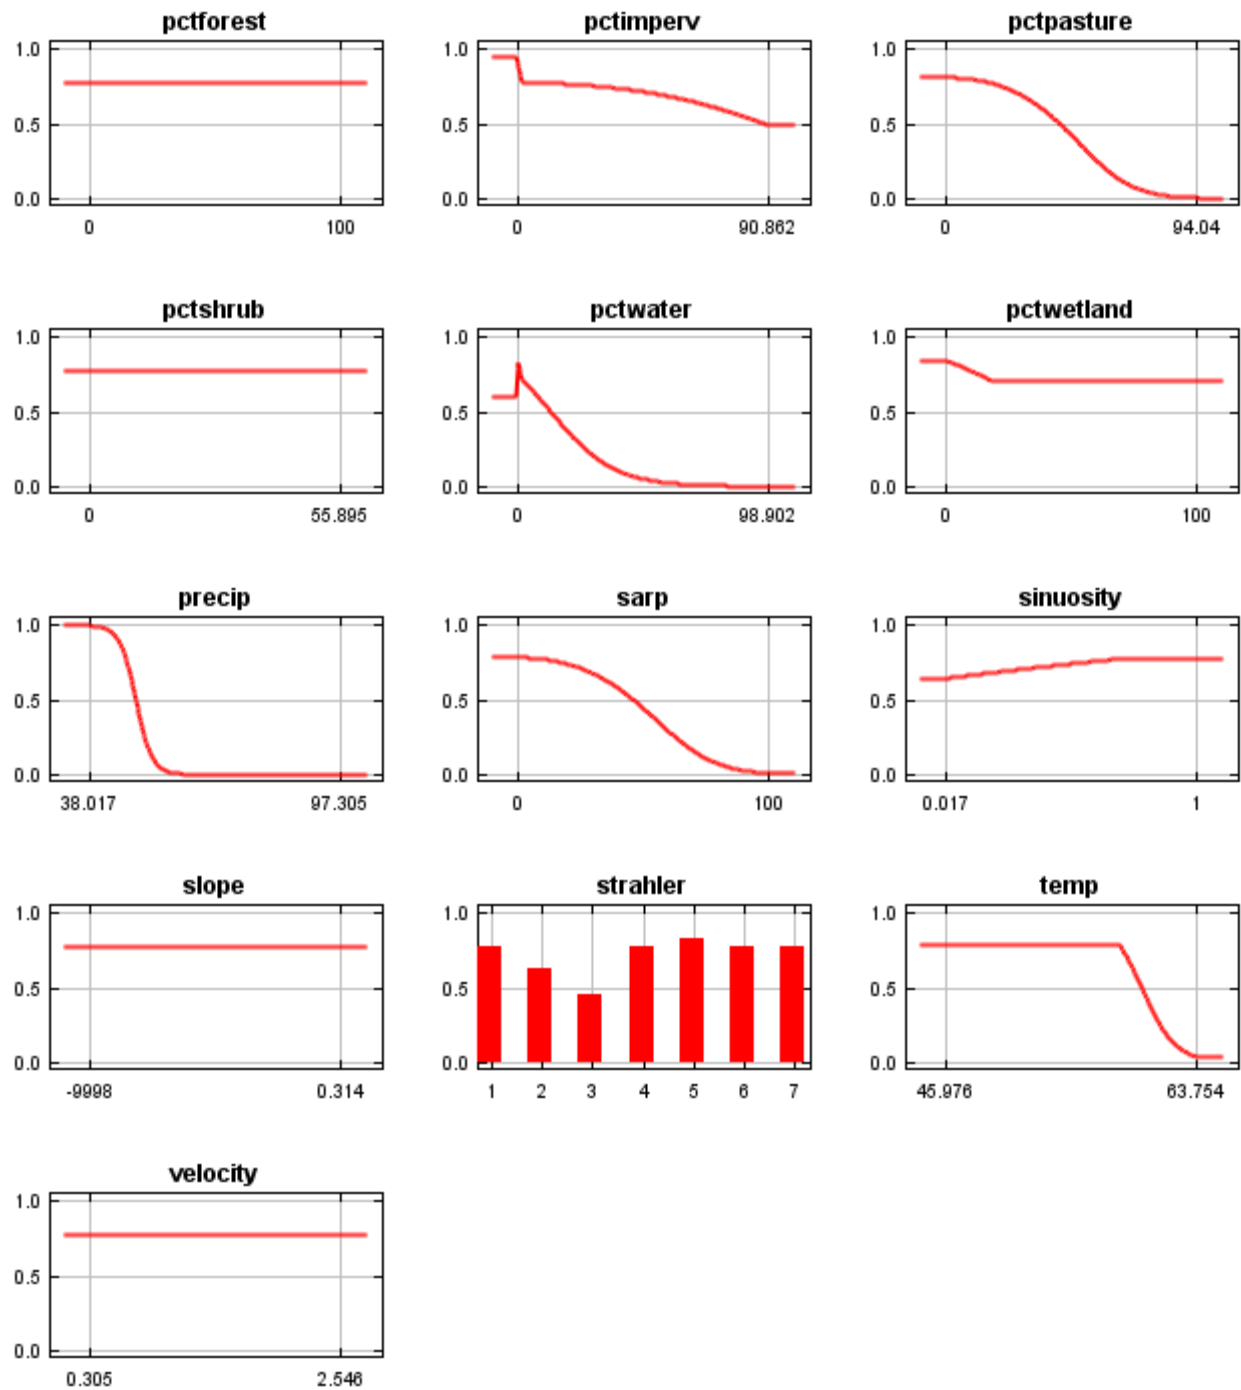 pctforest pctimperv pctpasture
1.0 1.0 1.0
0.5 0.5 0.5
0.0 0.0 0.0
0 100 0 90.862 0 94.04
pctshrub pctwater pctwetland
1.0 1.0 1.0
0.5 0.5 0.5
0.0 0.0 0.0
0 55.895 0 98.902 0 100
precip sarp sinuosity
1.0 1.0 1.0
0.5 0.5 0.5
0.0 0.0 0.0
38.017 97.305 0 100 0.017 1
slope strahler temp
1.0 1.0 1.0
0.5 0.5 0.5
0.0 0.0 0.0
-9998 0.314 1 2 3 4 5 6 7 45.976 63.754
velocity
1.0
0.5
0.0
0.305 2.546